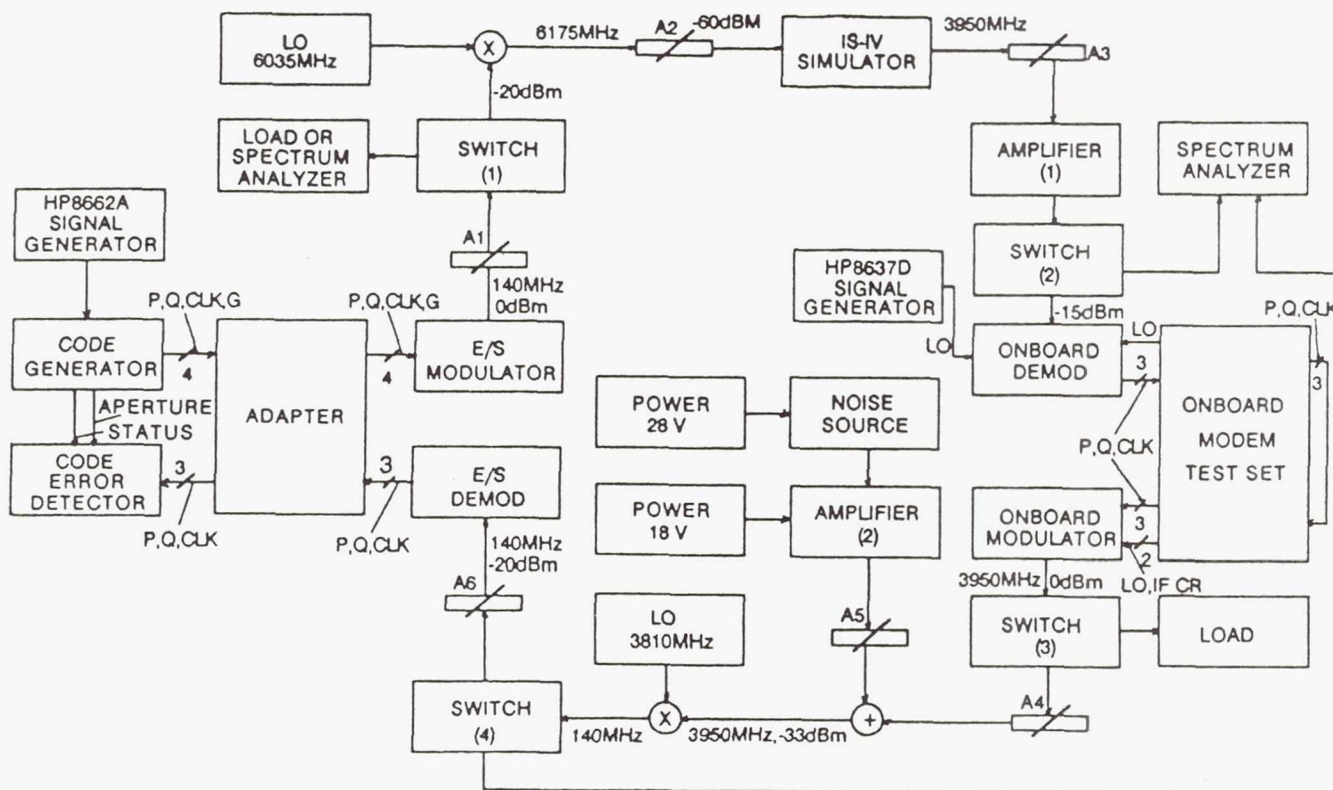 LO
6035MHz
X
6175MHz
A2
-60dBM
IS-IV
SIMULATOR
3950MHz
A3
-20dBm
LOAD OR
SPECTRUM
ANALYZER
SWITCH
(1)
AMPLIFIER
(1)
SPECTRUM
ANALYZER
HP8662A
SIGNAL
GENERATOR
A1
140MHz
0dBm
SWITCH
(2)
HP8637D
SIGNAL
GENERATOR
-15dBm
P,Q,CLK,G
P,Q,CLK,G
P,Q,CLK
CODE
GENERATOR
4
ADAPTER
4
E/S
MODULATOR
LO
ONBOARD
DEMOD
LO
3
3
ONBOARD
MODEM
TEST SET
APERTURE
STATUS
POWER
28 V
NOISE
SOURCE
P,Q,CLK
CODE
ERROR
DETECTOR
3
3
E/S
DEMOD
P,Q,CLK
P,Q,CLK
POWER
18 V
AMPLIFIER
(2)
ONBOARD
MODULATOR
3
2
LO,IF CR
140MHz
-20dBm
A6
3950MHz
0dBm
LO
3810MHz
A5
SWITCH
(3)
LOAD
SWITCH
(4)
140MHz
X
3950MHz,-33dBm
+
A4